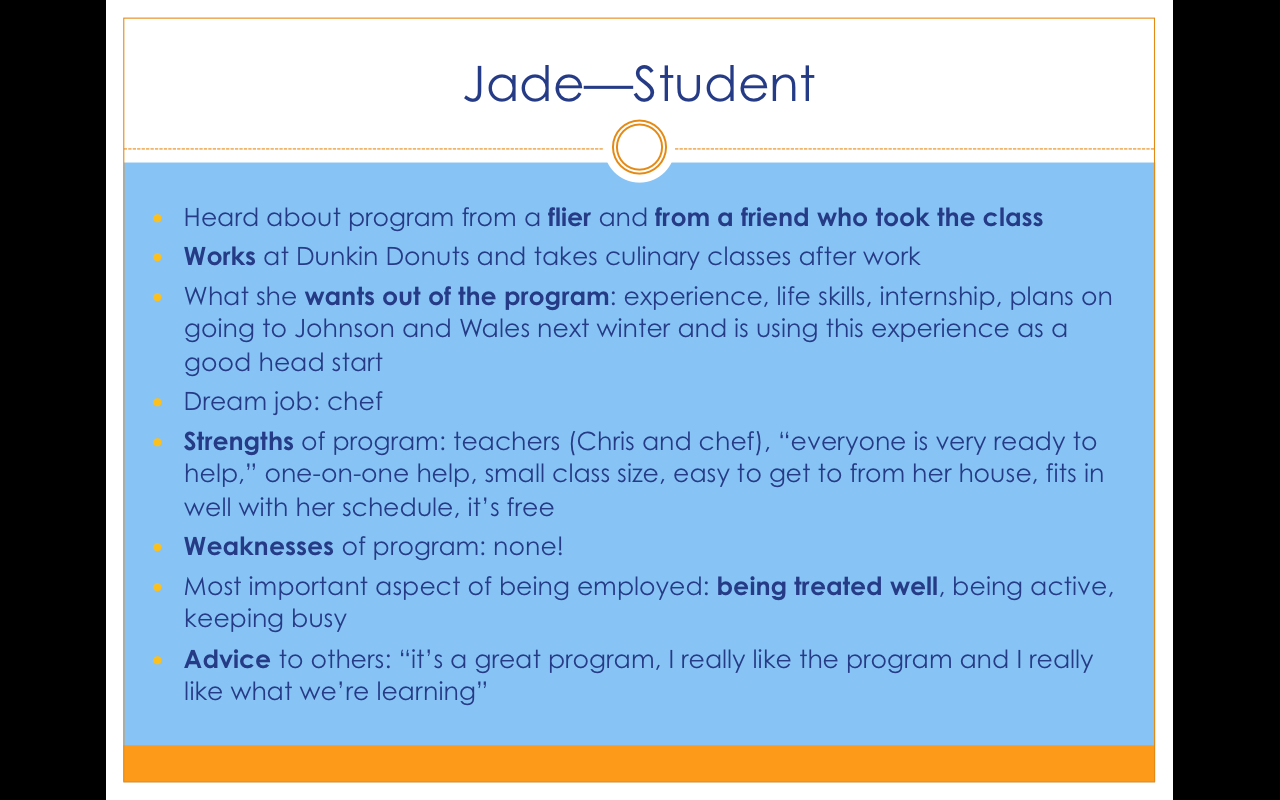 Jade—Student
Heard about program from a flier and from a friend who took the class
Works at Dunkin Donuts and takes culinary classes after work
What she wants out of the program: experience, life skills, internship, plans on
going to Johnson and Wales next winter and is using this experience as a
good head start
Dream job: chef
Strengths of program: teachers (Chris and chef), “everyone is very ready to
help,” one-on-one help, small class size, easy to get to from her house, fits in
well with her schedule, it’s free
Weaknesses of program: none!
Most important aspect of being employed: being treated well, being active,
keeping busy
Advice to others: “it’s a great program, I really like the program and I really
like what we’re learning”